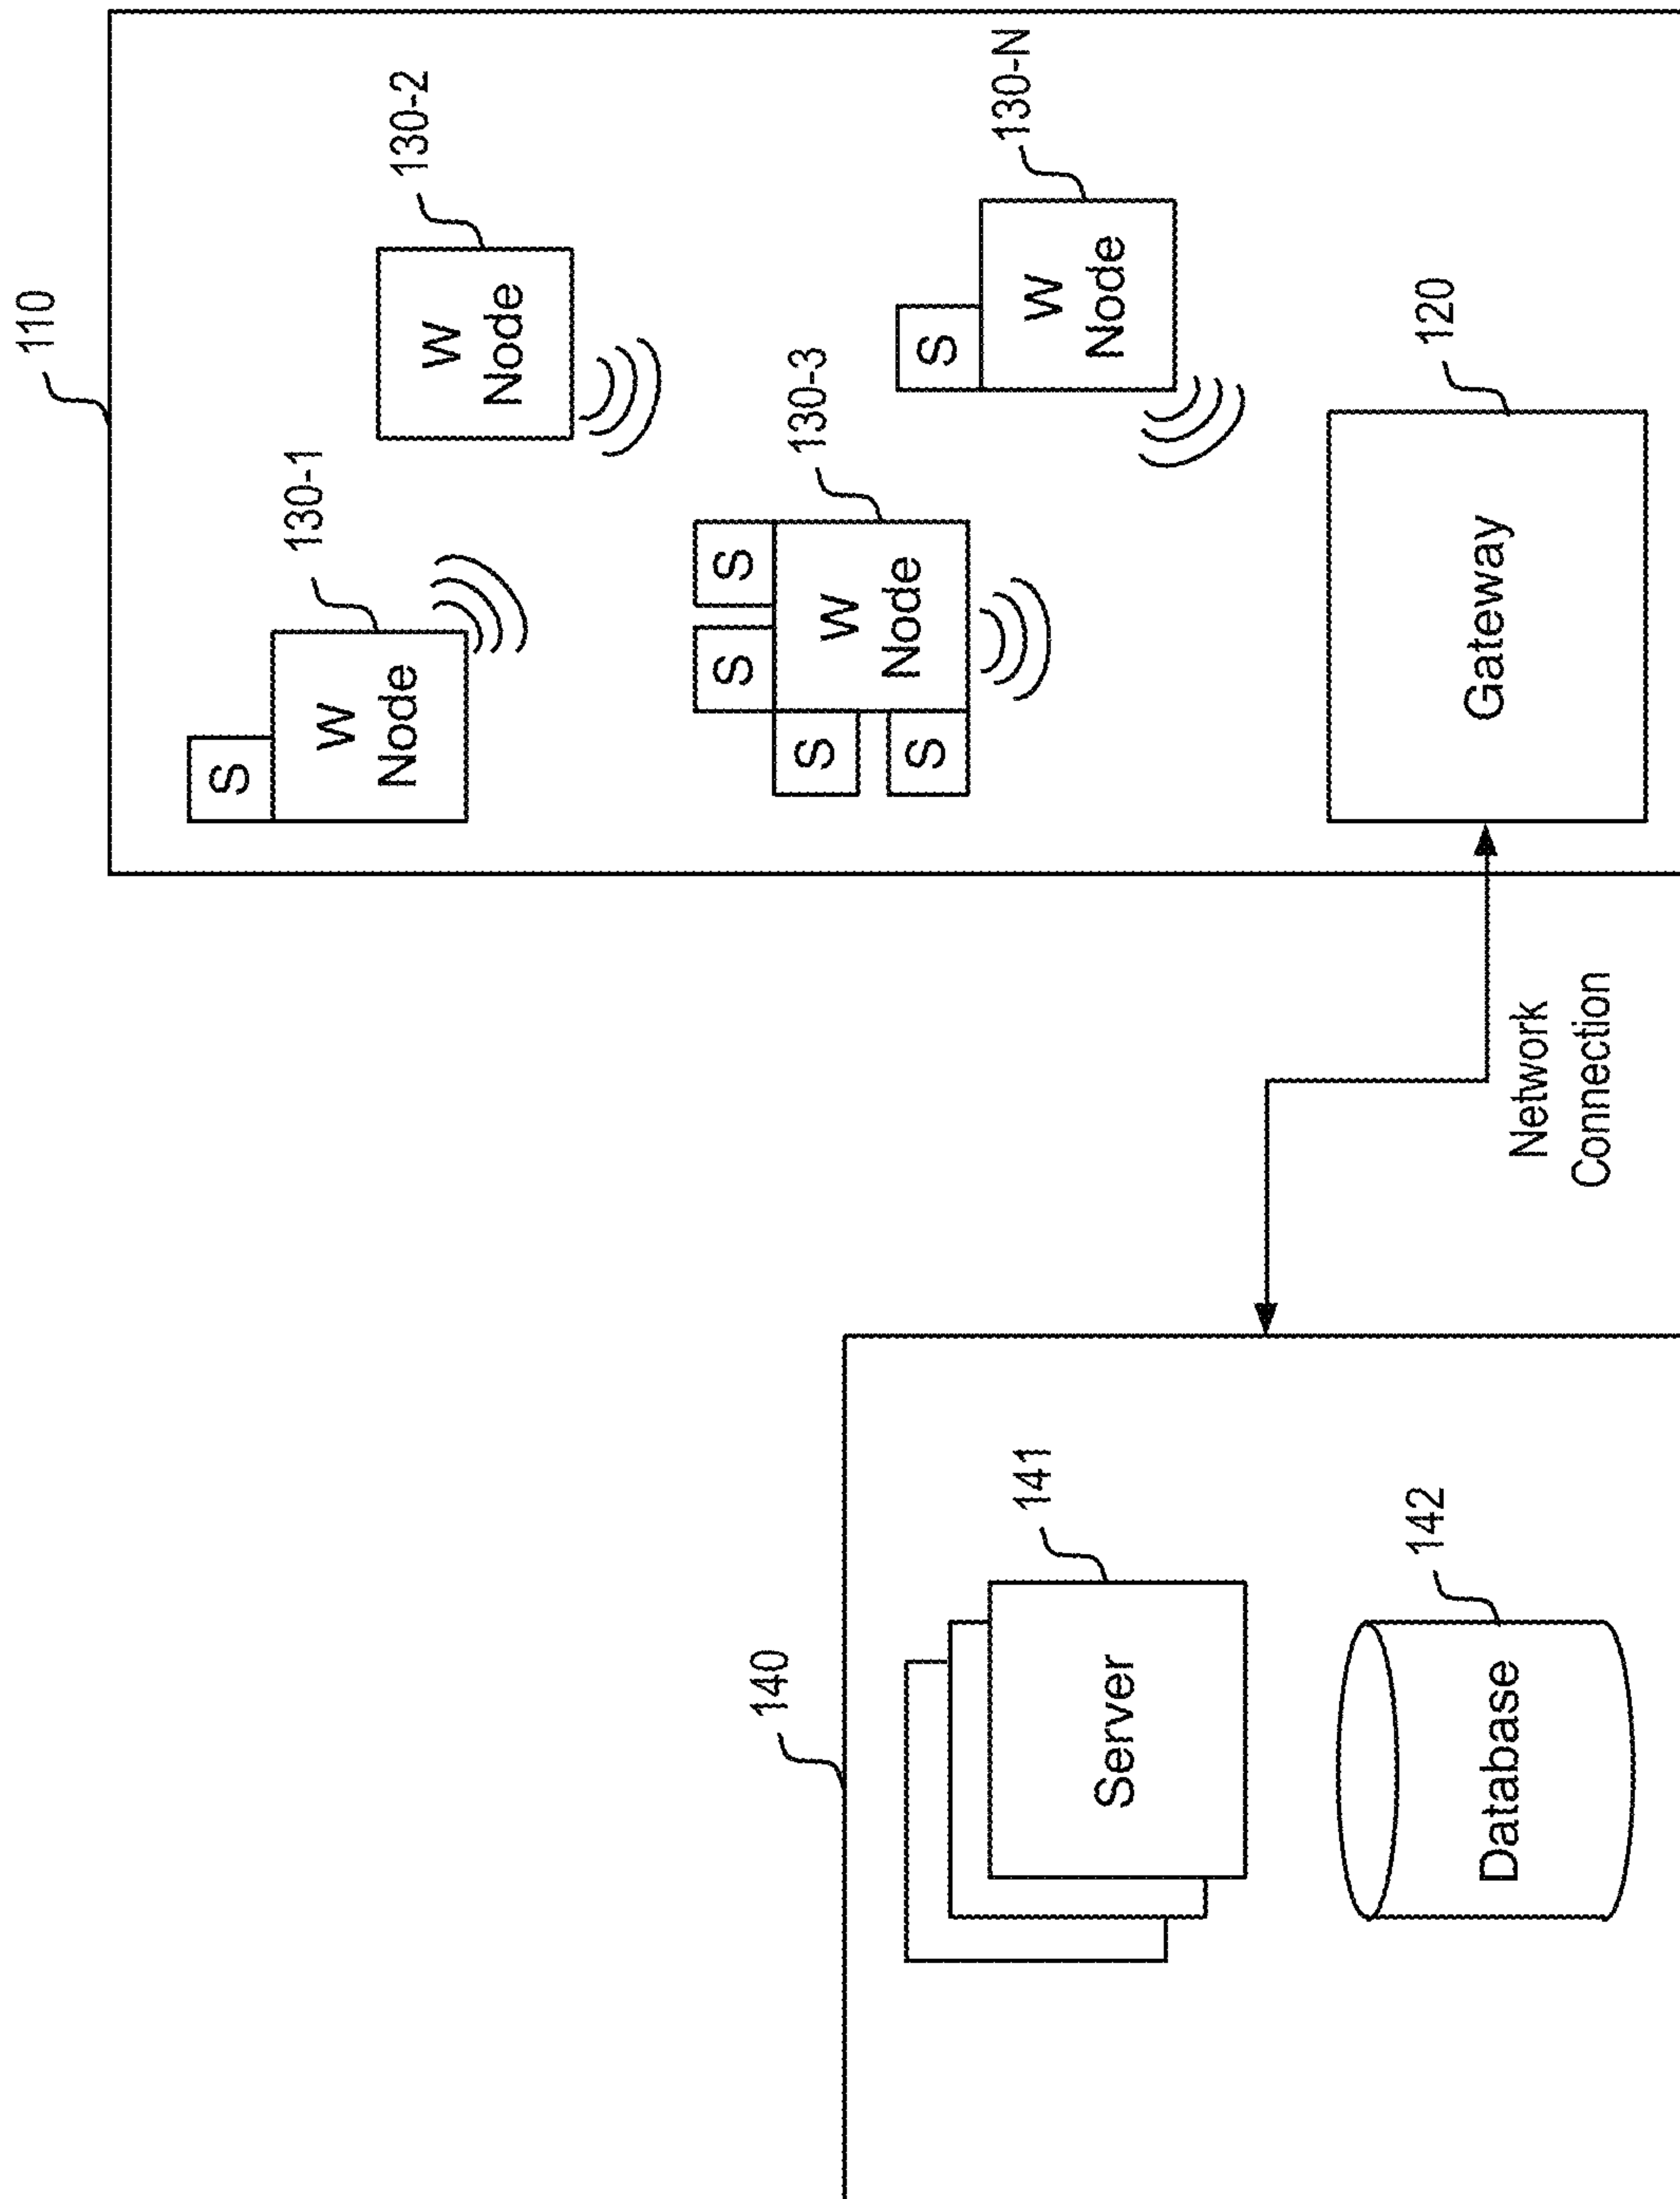 110
S
130-1
W
Node
130-2
W
Node
S S
130-3
S
W
Node
S
S
130-N
W
Node
120
Gateway
Network
Connection
140
141
Server
142
Database